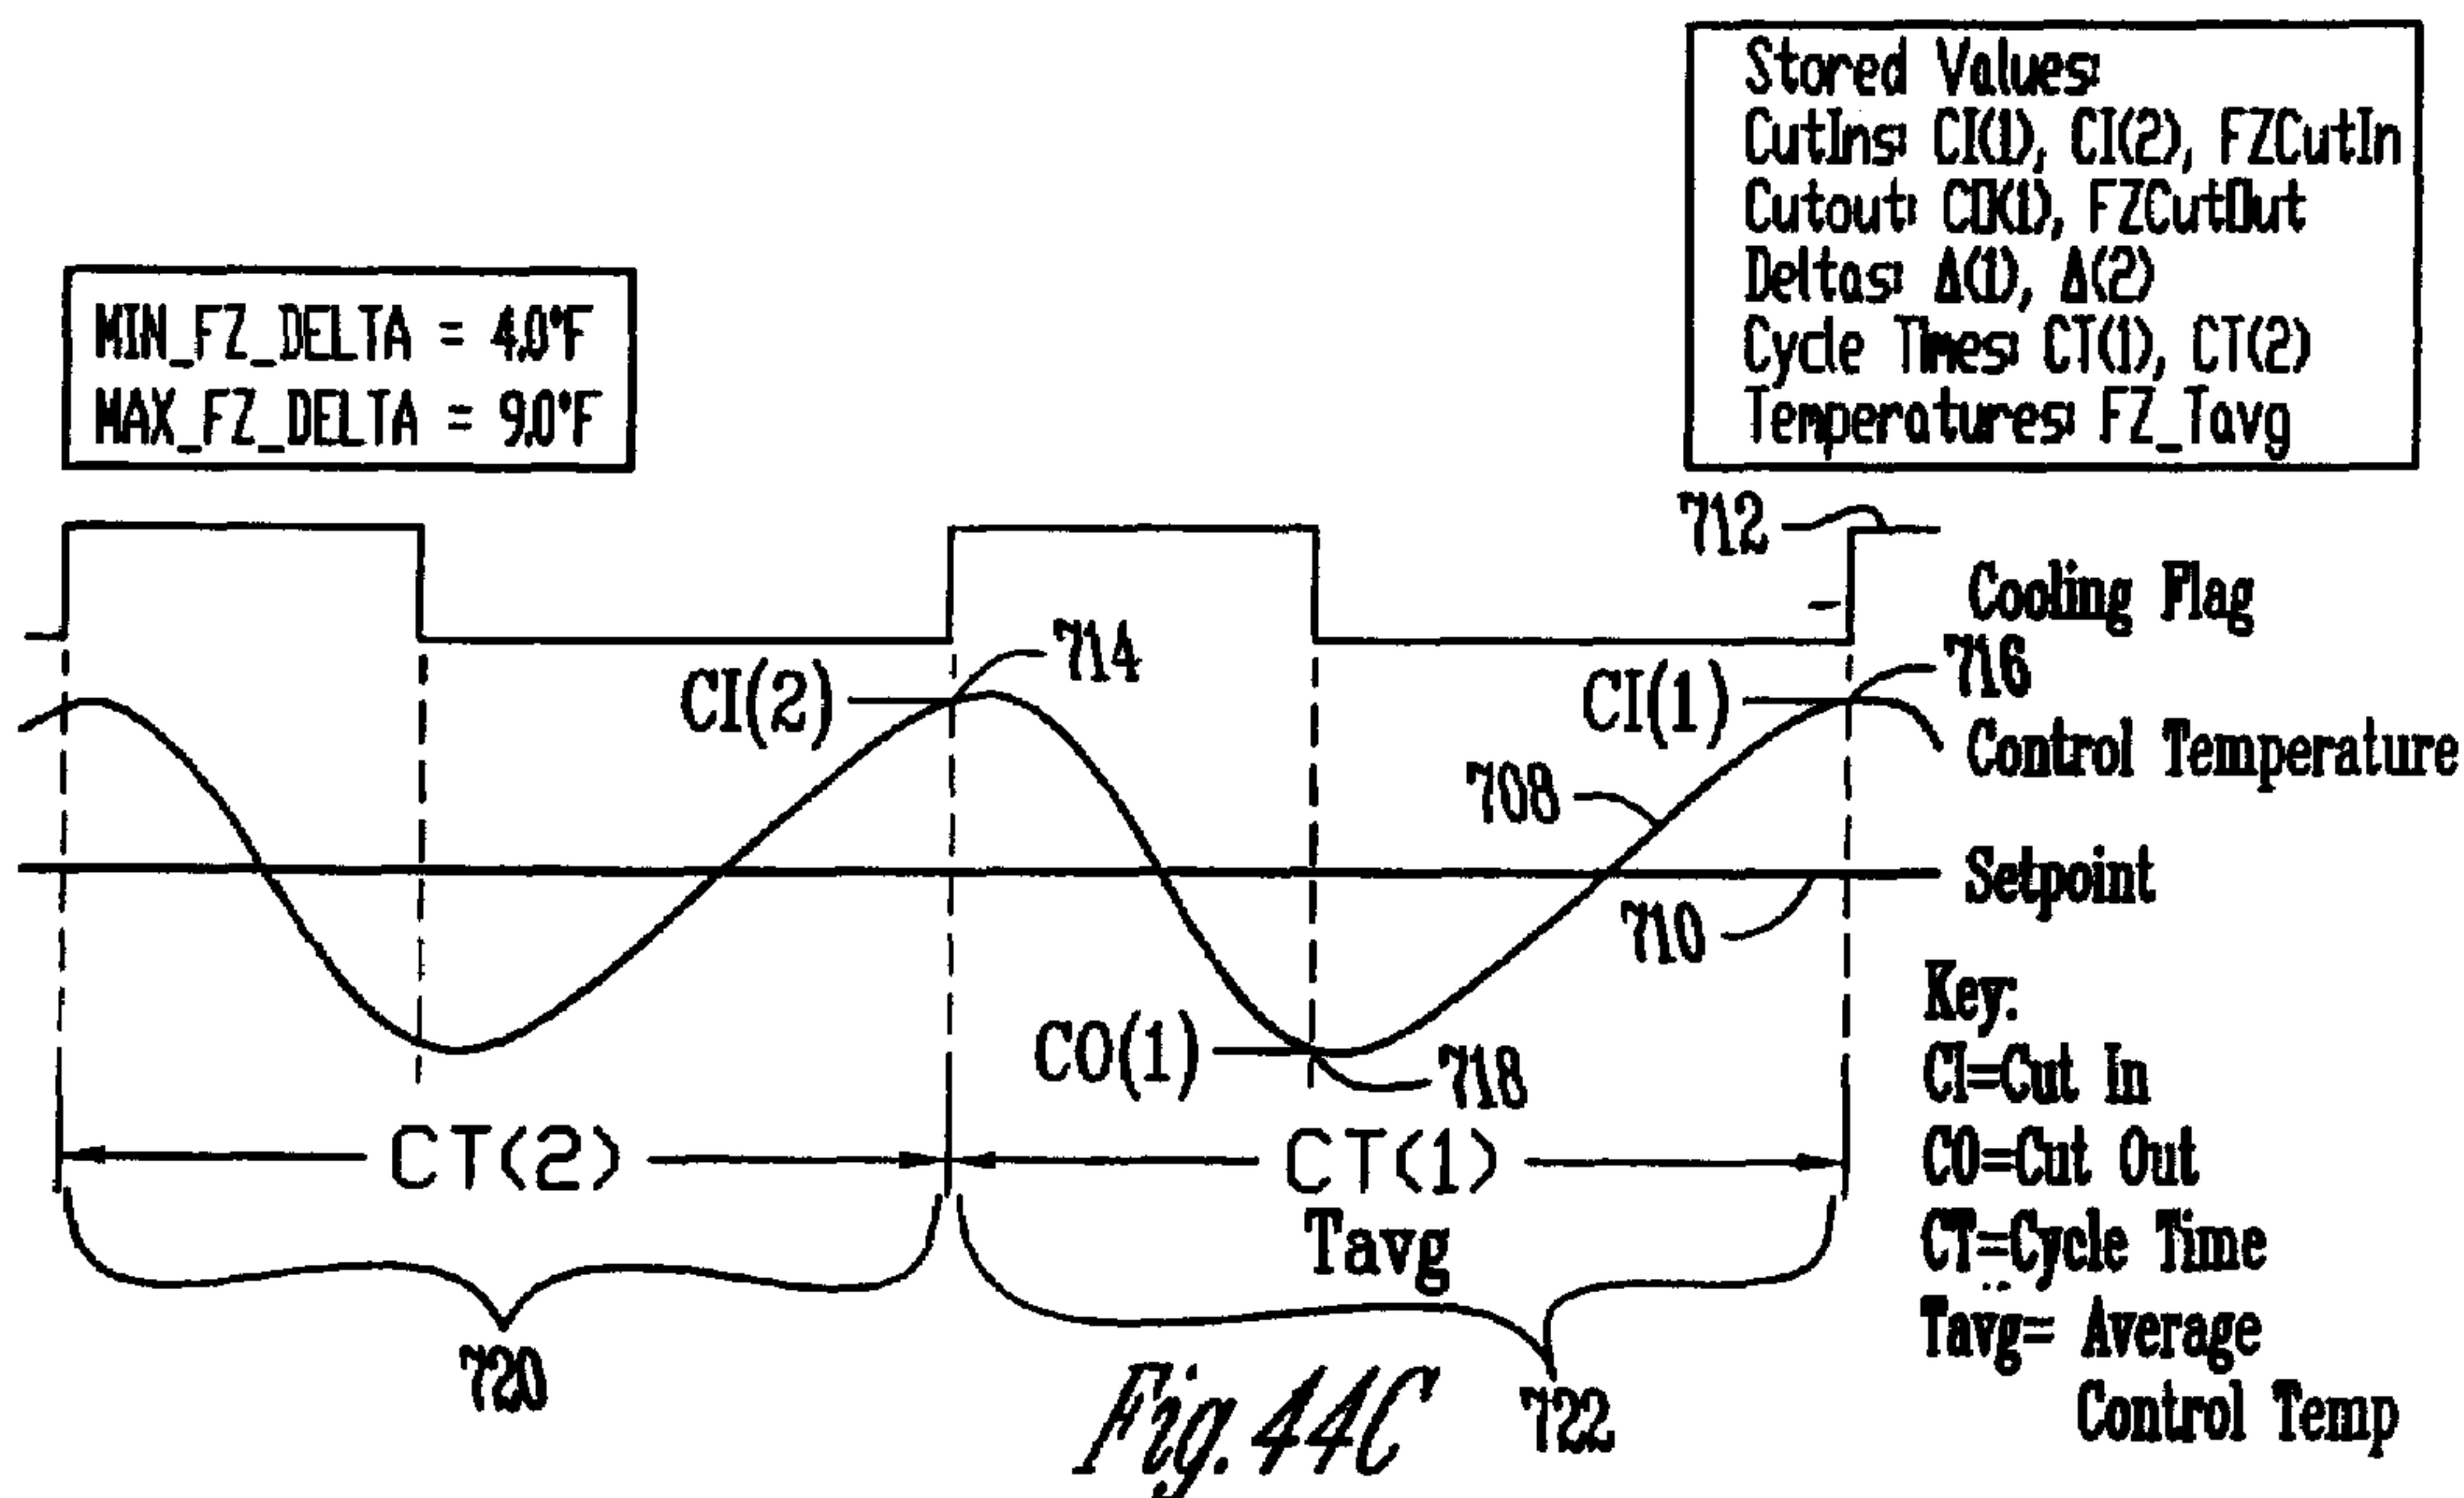 Stored Values:
CutIns: CI(1), CI(2), FZCutIn
Cutout: CO(1), FZCutOut
Deltas: Δ(1), Δ(2)
Cycle Times: CT(1), CT(2)
Temperatures: FZ_Tavg
MIN_FZ_DELTA = 4.0°F
MAX_FZ_DELTA = 9.0°F
712
Cooling Flag
714
716
CI(2)
CI(1)
Control Temperature
708
Setpoint
710
Key:
CI=Cut In
CO=Cut Out
CT=Cycle Time
Tavg= Average
Control Temp
CO(1)
718
CT(2)
CT(1)
Tavg
720
722
Fig. 44C